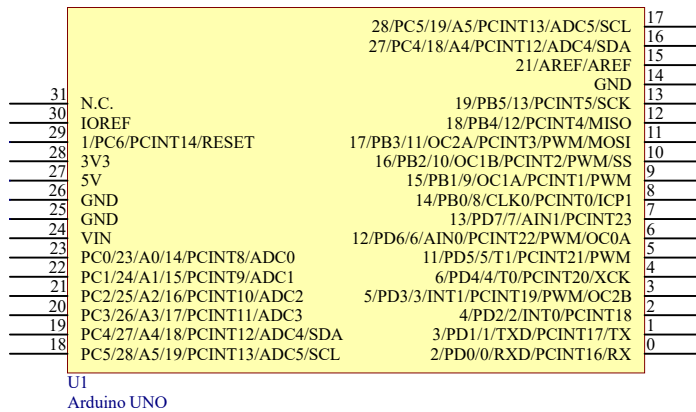 28/PC5/19/A5/PCINT13/ADC5/SCL 17
27/PC4/18/A4/PCINT12/ADC4/SDA 16
21/AREF/AREF 15
GND 14
31 N.C. 19/PB5/13/PCINT5/SCK 13
30 IOREF 18/PB4/12/PCINT4/MISO 12
29 1/PC6/PCINT14/RESET 17/PB3/11/OC2A/PCINT3/PWM/MOSI 11
28 3V3 16/PB2/10/OC1B/PCINT2/PWM/SS 10
27 5V 15/PB1/9/OC1A/PCINT1/PWM 9
26 GND 14/PB0/8/CLK0/PCINT0/ICP1 8
25 GND 13/PD7/7/AIN1/PCINT23 7
24 VIN 12/PD6/6/AIN0/PCINT22/PWM/OC0A 6
23 PC0/23/A0/14/PCINT8/ADC0 11/PD5/5/T1/PCINT21/PWM 5
22 PC1/24/A1/15/PCINT9/ADC1 6/PD4/4/T0/PCINT20/XCK 4
21 PC2/25/A2/16/PCINT10/ADC2 5/PD3/3/INT1/PCINT19/PWM/OC2B 3
20 PC3/26/A3/17/PCINT11/ADC3 4/PD2/2/INT0/PCINT18 2
19 PC4/27/A4/18/PCINT12/ADC4/SDA 3/PD1/1/TXD/PCINT17/TX 1
18 PC5/28/A5/19/PCINT13/ADC5/SCL 2/PD0/0/RXD/PCINT16/RX 0
U1
Arduino UNO